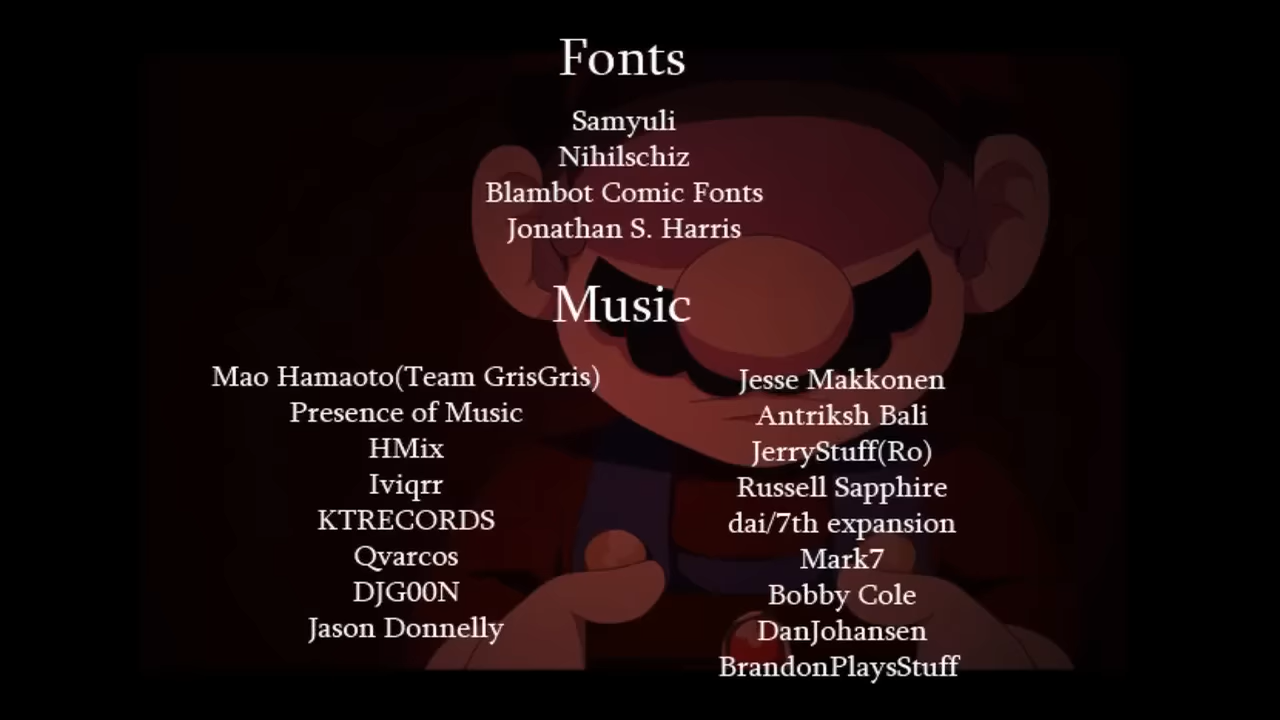 Fonts
Samyuli
Nihilschiz
Blambot Comic Fonts
Jonathan S. Harris
Music
Mao Hamaoto(Team GrisGris)
Presence of Music
HMix
Iviqrr
KTRECORDS
Qvarcos
DJG00N
Jason Donnelly
Jesse Makkonen
Antriksh Bali
JerryStuff(Ro)
Russell Sapphire
dai/7th expansion
Mark7
Bobby Cole
DanJohansen
BrandonPlaysStuff